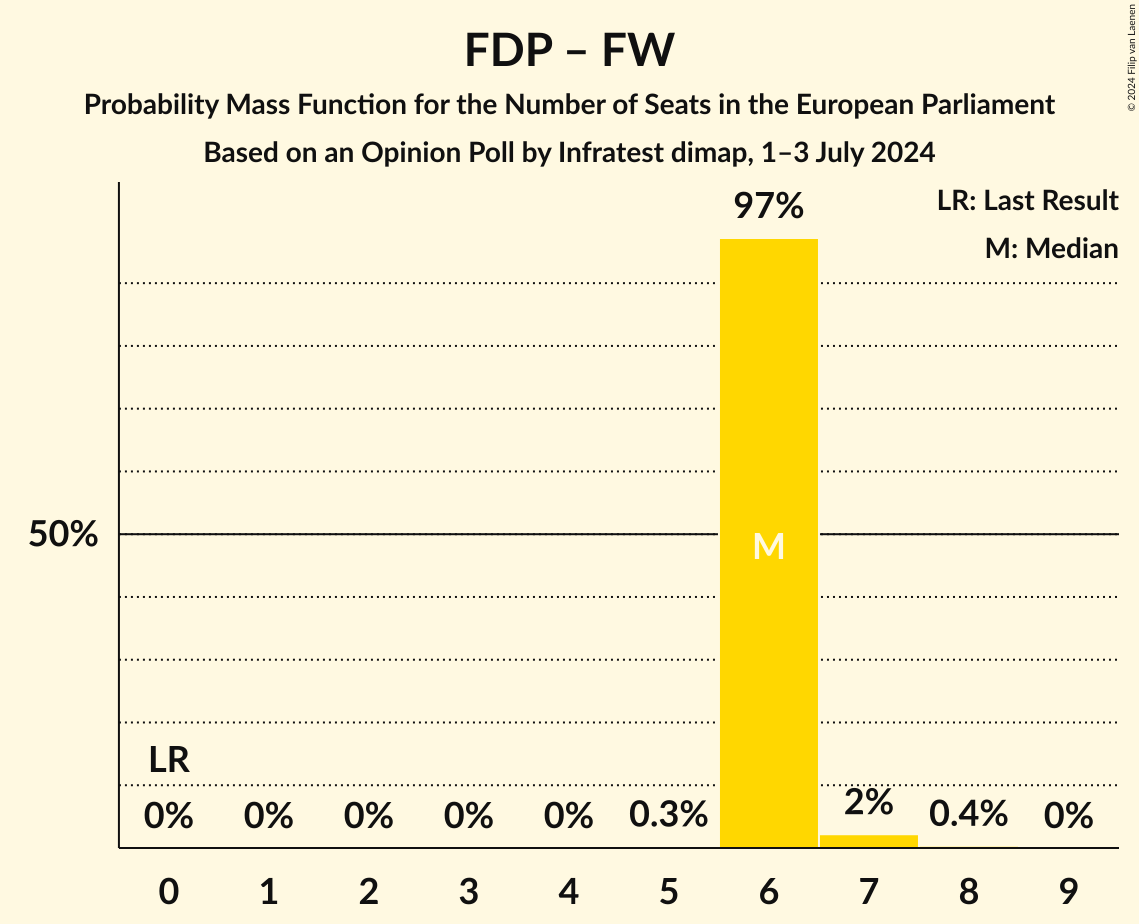 FDP – FW
Probability Mass Function for the Number of Seats in the European Parliament
Based on an Opinion Poll by Infratest dimap, 1–3 July 2024
© 2024 Filip van Laenen
LR: Last Result
M: Median
97%
50%
M
LR
0% 0% 0% 0% 0% 0.3% 2% 0.4% 0%
0 1 2 3 4 5 6 7 8 9